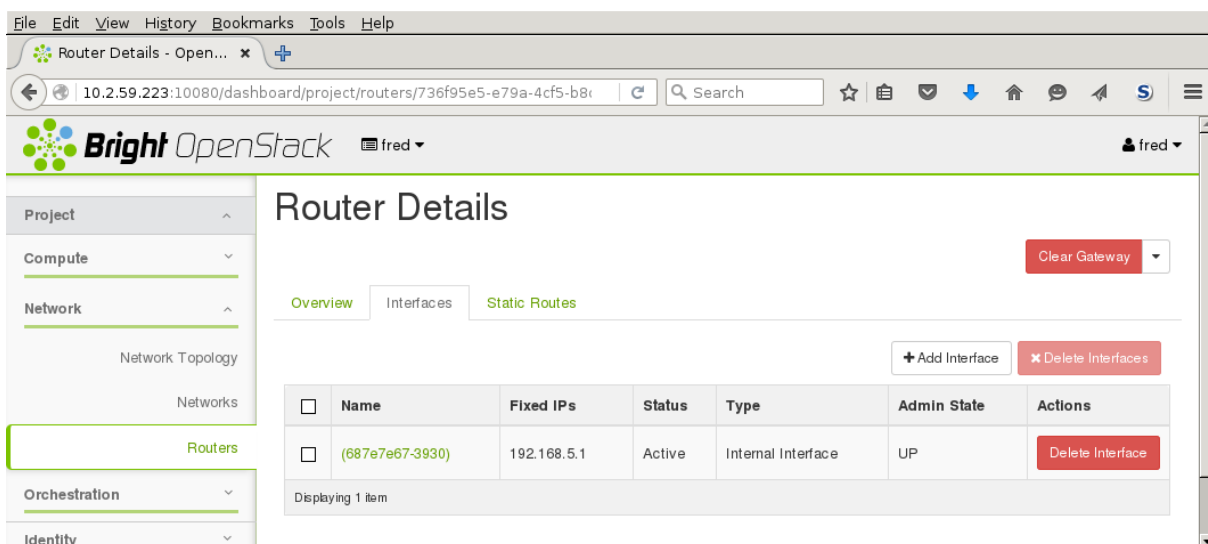 File Edit View History Bookmarks Tools Help
Router Details - Open...
10.2.59.223:10080/dashboard/project/routers/736f95e5-e79a-4cf5-b8c
Search
S)
Bright OpenStack
fred
fred
Project
Router Details
Compute
Clear Gateway
Network
Overview Interfaces Static Routes
Network Topology
+ Add Interface
Delete Interfaces
Networks
Name Fixed IPs Status Type Admin State Actions
Routers
(687e7e67-3930) 192.168.5.1 Active Internal Interface UP Delete Interface
Orchestration
Displaying 1 item
Identity